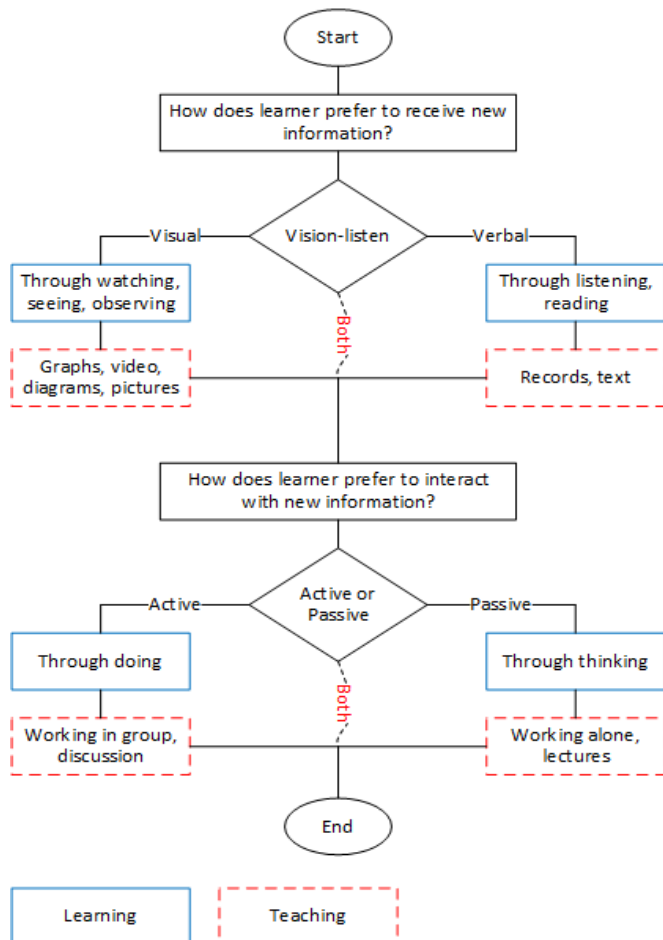 Start
How does learner prefer to receive new
information?
Visual
Vision-listen
Verbal
Through watching,
seeing, observing
Both
Through listening,
reading
Graphs, video,
diagrams, pictures
Records, text
How does learner prefer to interact
with new information?
Active
Active or
Passive
Passive
Through doing
Both
Through thinking
Working in group,
discussion
Working alone,
lectures
End
Learning
Teaching